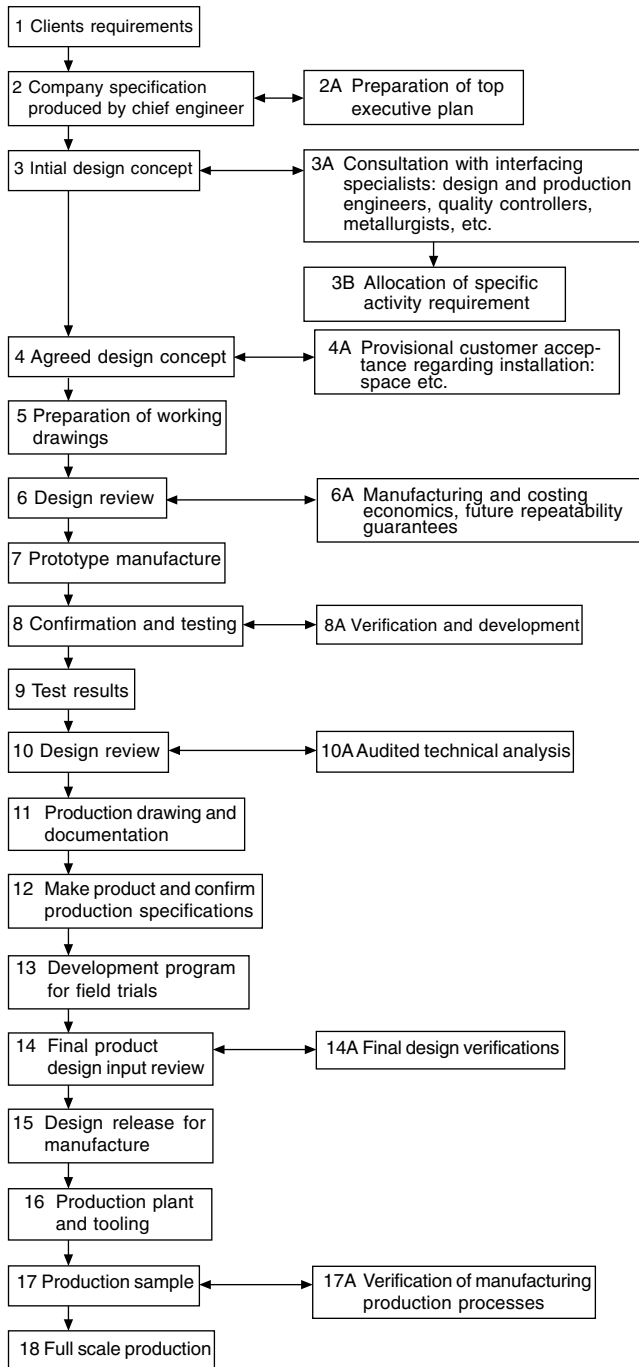 1 Clients requirements
2 Company specification
produced by chief engineer
2A Preparation of top
executive plan
3 Intial design concept
3A Consultation with interfacing
specialists: design and production
engineers, quality controllers,
metallurgists, etc.
3B Allocation of specific
activity requirement
4 Agreed design concept
4A Provisional customer accep-
tance regarding installation:
space etc.
5 Preparation of working
drawings
6 Design review
6A Manufacturing and costing
economics, future repeatability
guarantees
7 Prototype manufacture
8 Confirmation and testing
8A Verification and development
9 Test results
10 Design review
10A Audited technical analysis
11 Production drawing and
documentation
12 Make product and confirm
production specifications
13 Development program
for field trials
14 Final product
design input review
14A Final design verifications
15 Design release for
manufacture
16 Production plant
and tooling
17 Production sample
17A Verification of manufacturing
production processes
18 Full scale production